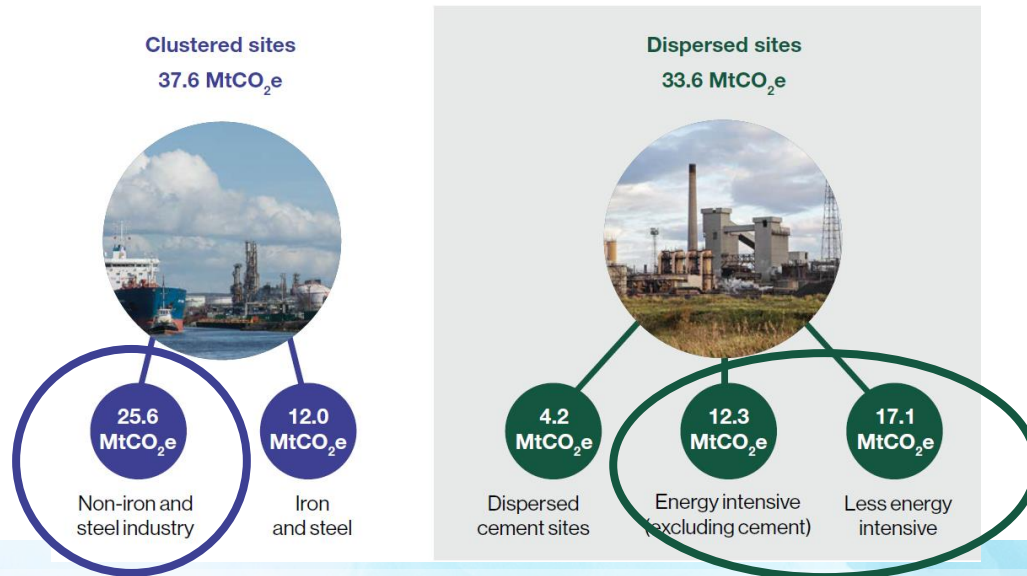 Clustered sites
37.6 MtCO₂e
25.6
MtCO₂e
Non-iron and
steel industry
12.0
MtCO₂e
Iron
and steel
Dispersed sites
33.6 MtCO₂e
4.2
MtCO₂e
Dispersed
cement sites
12.3
MtCO₂e
Energy intensive
(excluding cement)
17.1
MtCO₂e
Less energy
intensive